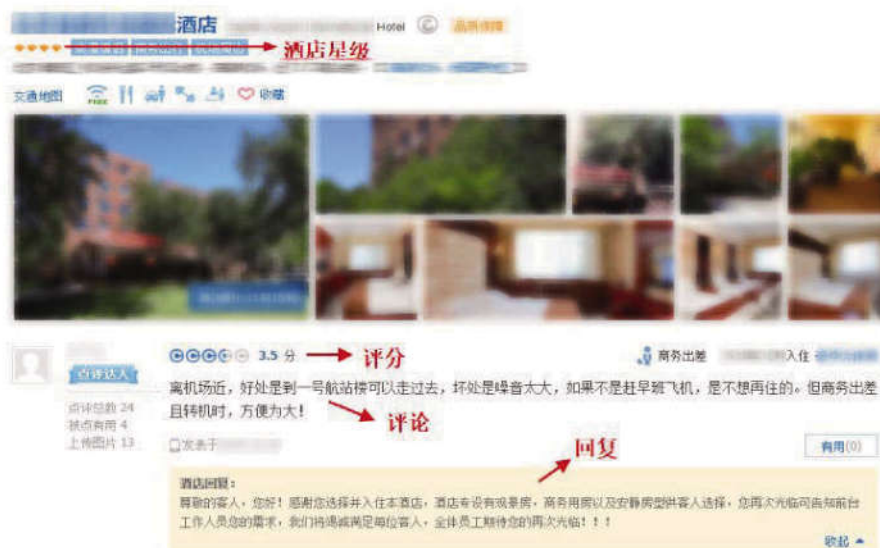 酒店 Hotel 品质保障
酒店星级
交通地图 FREE 收藏
3.5 分 评分 商务出差 入住
点评达人
离机场近，好处是到一号航站楼可以走过去，坏处是噪音太大，如果不是赶早班飞机，是不想再住的。但商务出差
且转机时，方便为大！
评论
点评总数 24
被点有用 4
上传图片 13
发表于 有用(0)
回复
酒店回复：
尊敬的客人，您好！感谢您选择并入住本酒店，酒店专设有观景房，商务用房以及安静房型供客人选择，您再次光临可告知前台
工作人员您的需求，我们将竭诚满足每位客人，全体员工期待您的再次光临！！！
收起